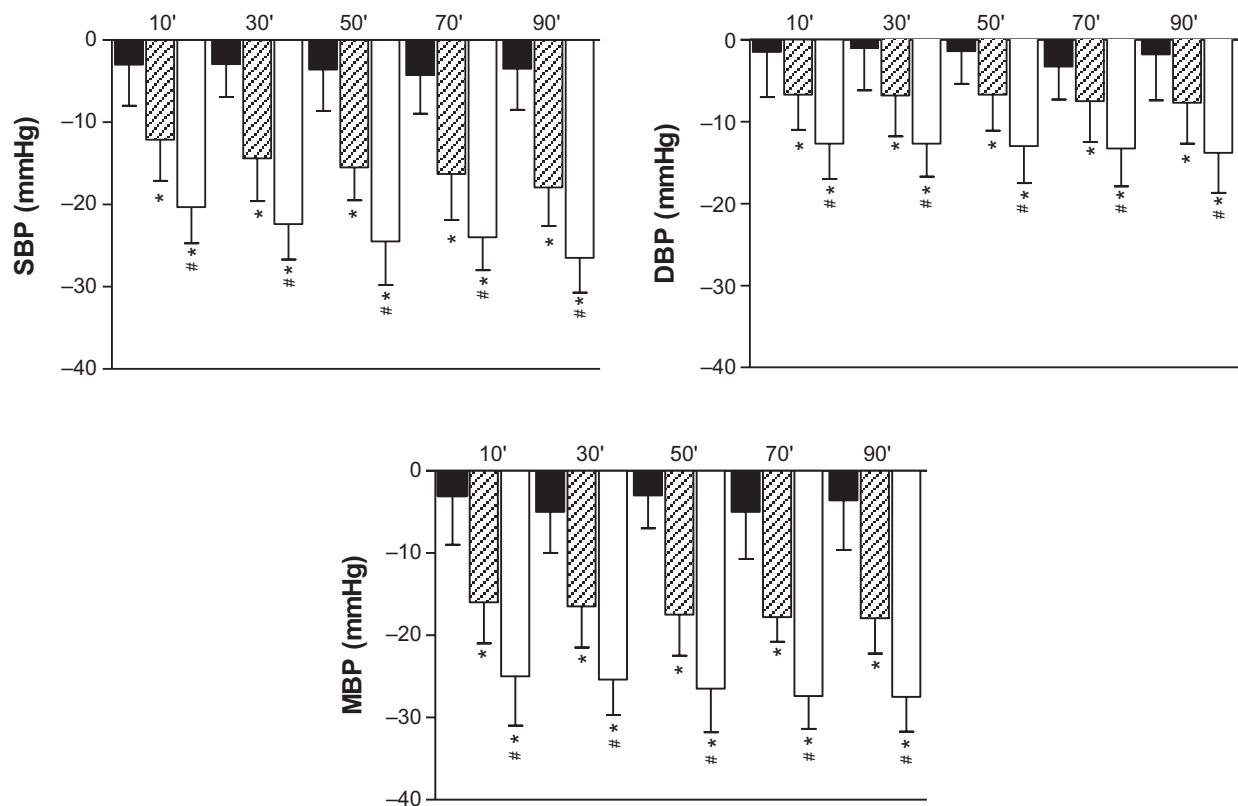 10' 30' 50' 70' 90'
0
–10
–20
–30
–40
SBP (mmHg)
* * * * *
# * # * # * # * # *
10' 30' 50' 70' 90'
0
–10
–20
–30
–40
DBP (mmHg)
* * * * *
# * # * # * # * # *
10' 30' 50' 70' 90'
0
–10
–20
–30
–40
MBP (mmHg)
* * * * *
# * # * # * # * # *